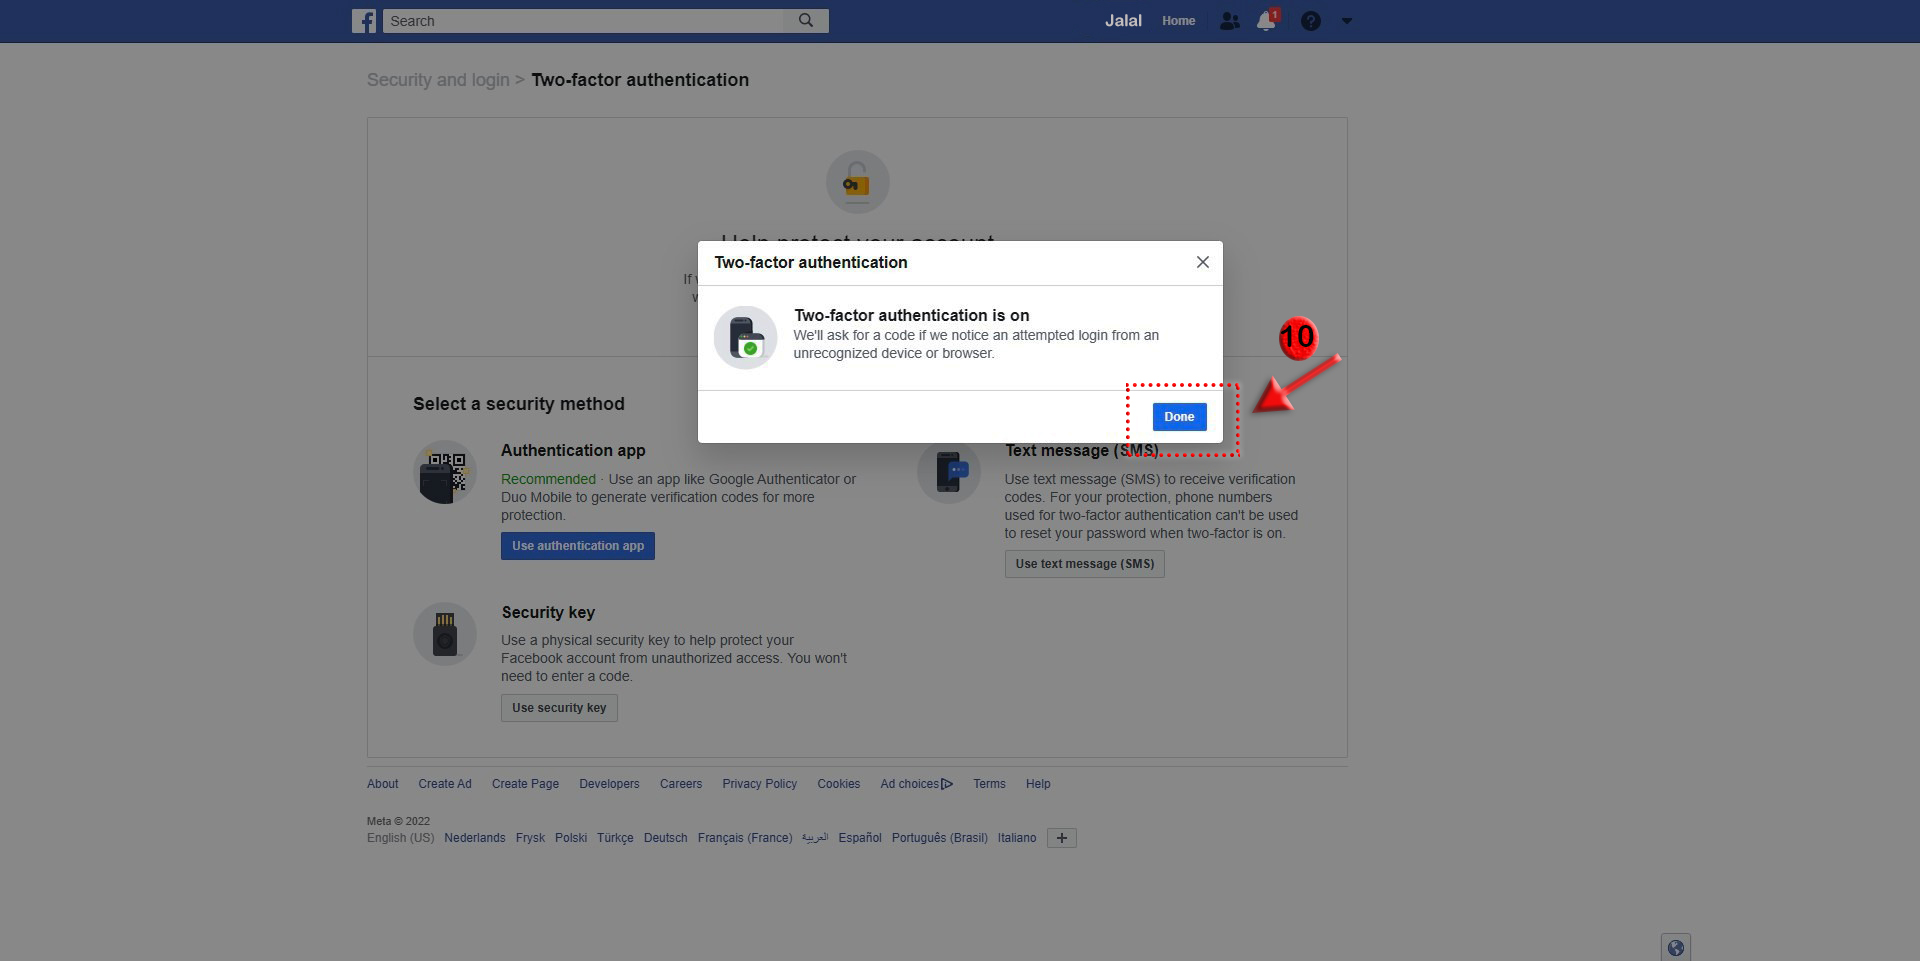 Search
Jalal Home 1 ?
Security and login > Two-factor authentication
Two-factor authentication
Two-factor authentication is on
We'll ask for a code if we notice an attempted login from an
unrecognized device or browser.
Done
10
Select a security method
Authentication app
Recommended · Use an app like Google Authenticator or
Duo Mobile to generate verification codes for more
protection.
Use authentication app
Text message (SMS)
Use text message (SMS) to receive verification
codes. For your protection, phone numbers
used for two-factor authentication can't be used
to reset your password when two-factor is on.
Use text message (SMS)
Security key
Use a physical security key to help protect your
Facebook account from unauthorized access. You won't
need to enter a code.
Use security key
About Create Ad Create Page Developers Careers Privacy Policy Cookies Ad choices Terms Help
Meta © 2022
English (US) Nederlands Frysk Polski Türkçe Deutsch Français (France) العربية Español Português (Brasil) Italiano +